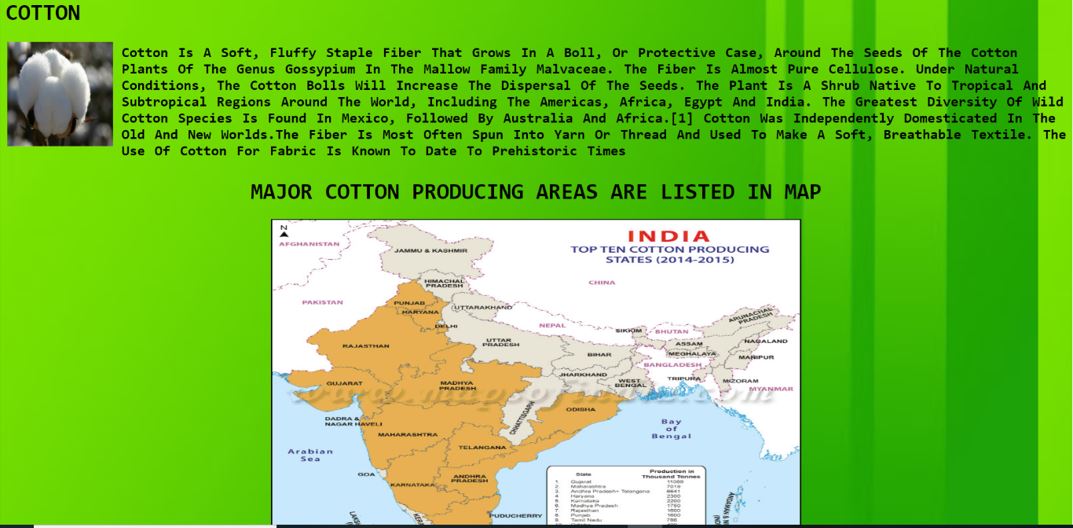 COTTON
Cotton Is A Soft, Fluffy Staple Fiber That Grows In A Boll, Or Protective Case, Around The Seeds Of The Cotton
Plants Of The Genus Gossypium In The Mallow Family Malvaceae. The Fiber Is Almost Pure Cellulose. Under Natural
Conditions, The Cotton Bolls Will Increase The Dispersal Of The Seeds. The Plant Is A Shrub Native To Tropical And
Subtropical Regions Around The World, Including The Americas, Africa, Egypt And India. The Greatest Diversity Of Wild
Cotton Species Is Found In Mexico, Followed By Australia And Africa.[1] Cotton Was Independently Domesticated In The
Old And New Worlds.The Fiber Is Most Often Spun Into Yarn Or Thread And Used To Make A Soft, Breathable Textile. The
Use Of Cotton For Fabric Is Known To Date To Prehistoric Times
MAJOR COTTON PRODUCING AREAS ARE LISTED IN MAP
N
INDIA
TOP TEN COTTON PRODUCING
STATES (2014-2015)
AFGHANISTAN
JAMMU & KASHMIR
CHINA
HIMACHAL
PRADESH
PAKISTAN
PUNJAB
UTTARAKHAND
HARYANA
ARUNACHAL
PRADESH
DELHI
NEPAL
SIKKIM
BHUTAN
RAJASTHAN
UTTAR
PRADESH
ASSAM
NAGALAND
BIHAR
MEGHALAYA
MANIPUR
BANGLADESH
JHARKHAND
GUJARAT
MADHYA
PRADESH
WEST
BENGAL
TRIPURA
MIZORAM
MYANMAR
www.mapsofindia.com
CHHATTISGARH
ODISHA
DADRA &
NAGAR HAVELI
MAHARASHTRA
Bay
of
Bengal
TELANGANA
Arabian
Sea
GOA
ANDHRA
PRADESH
KARNATAKA
PUDUCHERRY
State
Production in
Thousand Tonnes
1 Gujarat
2 Maharashtra
3 Andhra Pradesh+ Telangana
4 Haryana 2300
5 Karnataka 2200
6 Madhya Pradesh
7 Rajasthan
8 Punjab
9 Tamil Nadu